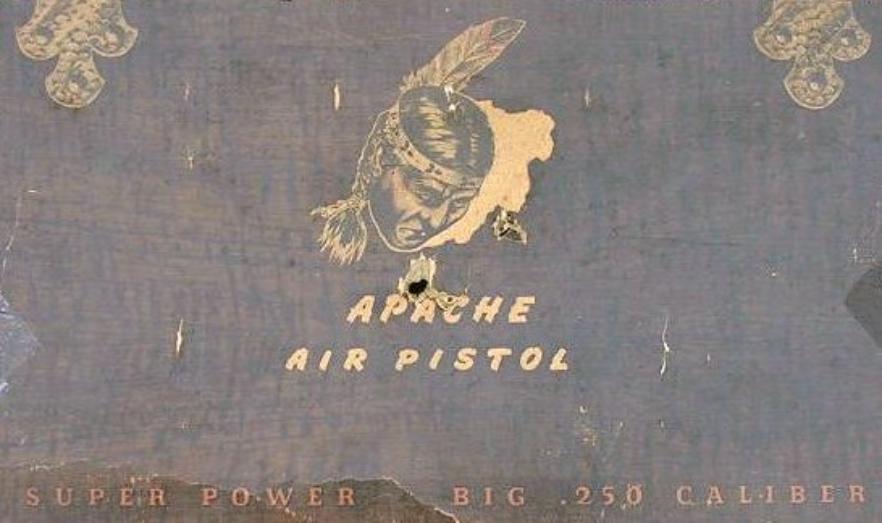 APACHE
AIR PISTOL
SUPER POWER BIG .250 CALIBER